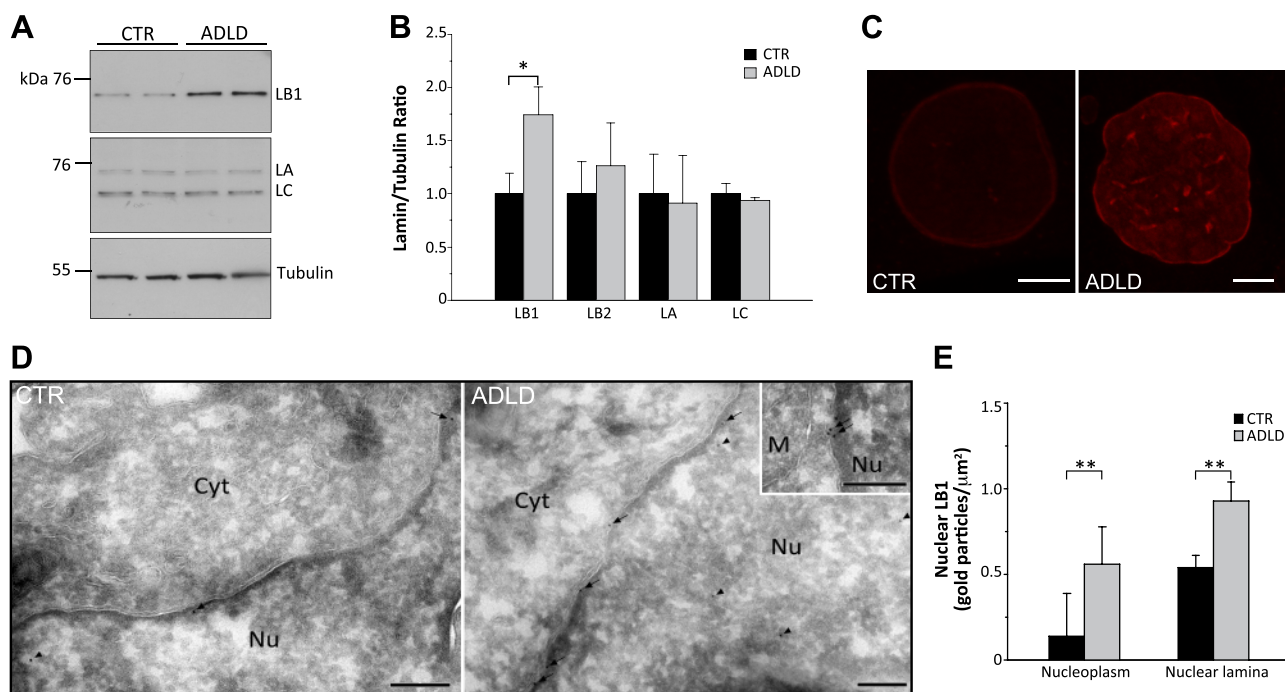 A
CTR ADLD
kDa 76
LB1
76
LA
LC
55
Tubulin
B
2.5
2.0
1.5
1.0
0.5
0
Lamin/Tubulin Ratio
CTR
ADLD
*
LB1 LB2 LA LC
C
CTR
ADLD
D
CTR
Cyt
Nu
ADLD
Cyt
Nu
M
Nu
E
1.5
1.0
0.5
0
Nuclear LB1
(gold particles/μm²)
CTR
ADLD
** **
Nucleoplasm Nuclear lamina